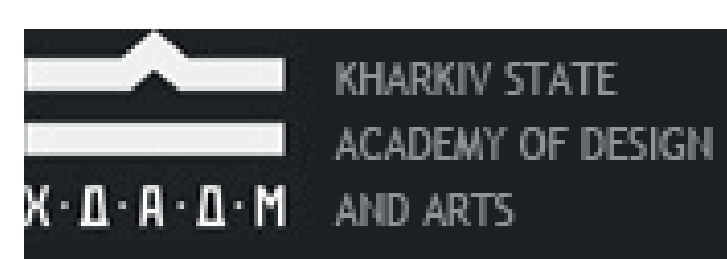 Х·Д·А·Д·М
KHARKIV STATE
ACADEMY OF DESIGN
AND ARTS